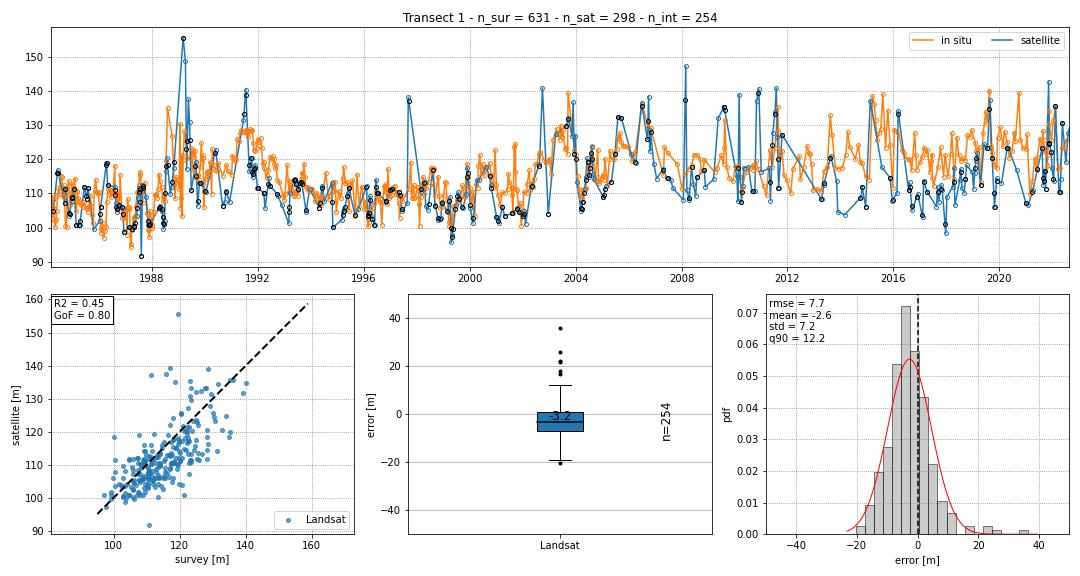 Transect 1 - n_sur = 631 - n_sat = 298 - n_int = 254
in situ
satellite
150
140
130
120
110
100
90
1988
1992
1996
2000
2004
2008
2012
2016
2020
R2 = 0.45
GoF = 0.80
160
150
140
130
120
110
100
90
satellite [m]
100
120
140
160
survey [m]
Landsat
40
20
0
−20
−40
error [m]
-3.2
n=254
Landsat
rmse = 7.7
mean = -2.6
std = 7.2
q90 = 12.2
0.07
0.06
0.05
0.04
0.03
0.02
0.01
0.00
pdf
−40
−20
0
20
40
error [m]